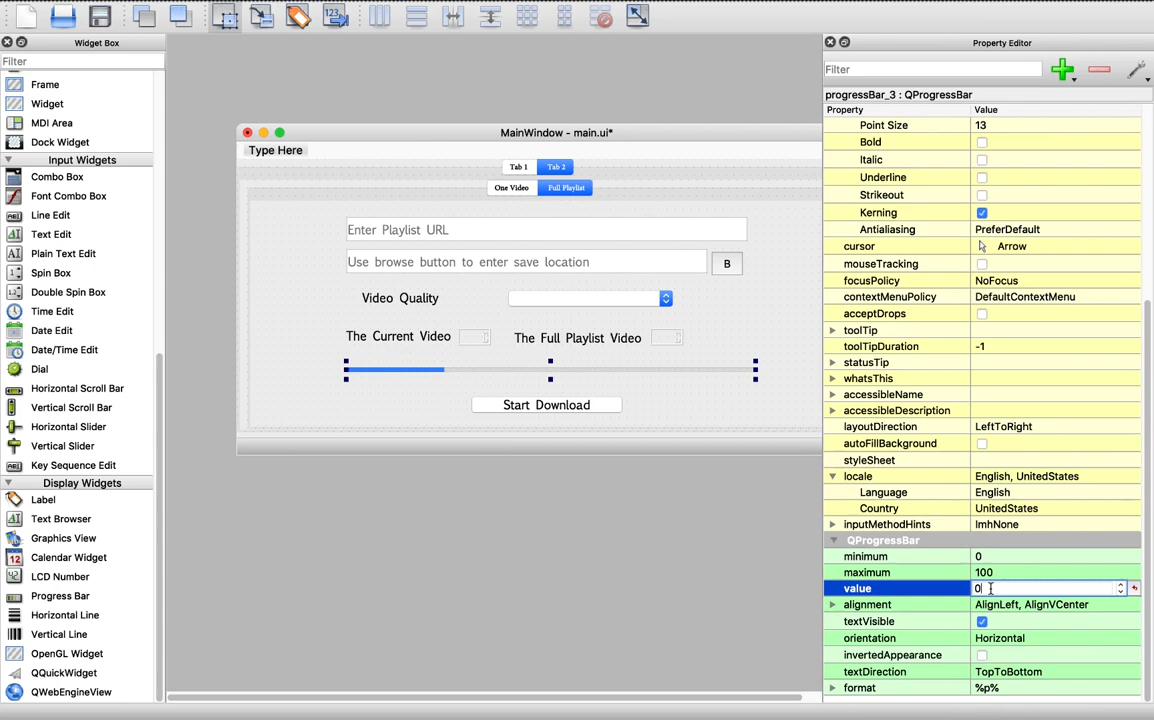 123
Widget Box
Filter
Frame
Widget
MDI Area
Dock Widget
Input Widgets
Combo Box
Font Combo Box
Line Edit
Text Edit
Plain Text Edit
Spin Box
Double Spin Box
Time Edit
Date Edit
Date/Time Edit
Dial
Horizontal Scroll Bar
Vertical Scroll Bar
Horizontal Slider
Vertical Slider
Key Sequence Edit
Display Widgets
Label
Text Browser
Graphics View
Calendar Widget
LCD Number
Progress Bar
Horizontal Line
Vertical Line
OpenGL Widget
QQuickWidget
QWebEngineView
MainWindow - main.ui*
Type Here
Tab 1 Tab 2
One Video Full Playlist
Enter Playlist URL
Use browse button to enter save location B
Video Quality
The Current Video The Full Playlist Video
Start Download
Property Editor
Filter
progressBar_3 : QProgressBar
Property Value
Point Size 13
Bold
Italic
Underline
Strikeout
Kerning
Antialiasing PreferDefault
cursor Arrow
mouseTracking
focusPolicy NoFocus
contextMenuPolicy DefaultContextMenu
acceptDrops
toolTip
toolTipDuration -1
statusTip
whatsThis
accessibleName
accessibleDescription
layoutDirection LeftToRight
autoFillBackground
styleSheet
locale English, UnitedStates
Language English
Country UnitedStates
inputMethodHints ImhNone
QProgressBar
minimum 0
maximum 100
value 0
alignment AlignLeft, AlignVCenter
textVisible
orientation Horizontal
invertedAppearance
textDirection TopToBottom
format %p%